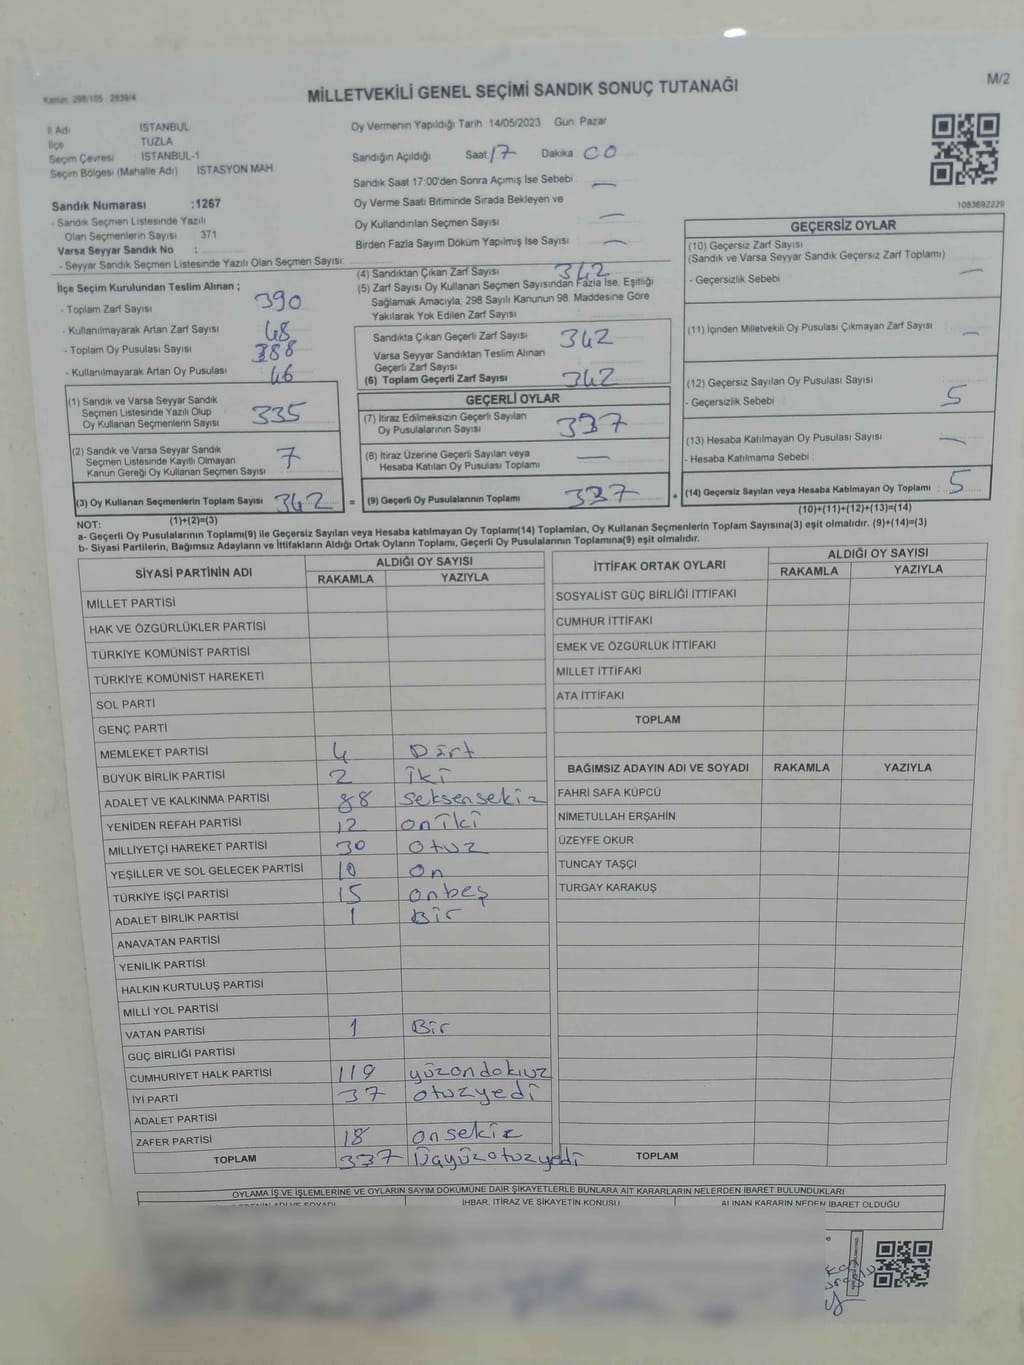 Kanun: 298/105 2839/4
MİLLETVEKİLİ GENEL SEÇİMİ SANDIK SONUÇ TUTANAĞI
M/2
İl Adı İSTANBUL
İlçe TUZLA
Seçim Çevresi İSTANBUL-1
Seçim Bölgesi (Mahalle Adı) İSTASYON MAH
Sandık Numarası :1267
- Sandık Seçmen Listesinde Yazılı
Olan Seçmenlerin Sayısı 371
Varsa Seyyar Sandık No :
- Seyyar Sandık Seçmen Listesinde Yazılı Olan Seçmen Sayısı:
Oy Vermenin Yapıldığı Tarih :14/05/2023 Gün: Pazar
Sandığın Açıldığı Saat 17 Dakika 00
Sandık Saat 17:00'den Sonra Açımış İse Sebebi —
Oy Verme Saati Bitiminde Sırada Bekleyen ve
Oy Kullandırılan Seçmen Sayısı —
Birden Fazla Sayım Döküm Yapılmış İse Sayısı —
1083692229
İlçe Seçim Kurulundan Teslim Alınan ;
- Toplam Zarf Sayısı 390
- Kullanılmayarak Artan Zarf Sayısı 48
- Toplam Oy Pusulası Sayısı 388
- Kullanılmayarak Artan Oy Pusulası 46
(1) Sandık ve Varsa Seyyar Sandık
Seçmen Listesinde Yazılı Olup
Oy Kullanan Seçmenlerin Sayısı 335
(2) Sandık ve Varsa Seyyar Sandık
Seçmen Listesinde Kayıtlı Olmayan
Kanun Gereği Oy Kullanan Seçmen Sayısı 7
(3) Oy Kullanan Seçmenlerin Toplam Sayısı 342 =
(1)+(2)=(3)
(4) Sandıktan Çıkan Zarf Sayısı 342
(5) Zarf Sayısı Oy Kullanan Seçmen Sayısından Fazla İse, Eşitliği
Sağlamak Amacıyla, 298 Sayılı Kanunun 98. Maddesine Göre
Yakılarak Yok Edilen Zarf Sayısı
Sandıkta Çıkan Geçerli Zarf Sayısı 342
Varsa Seyyar Sandıktan Teslim Alınan
Geçerli Zarf Sayısı
(6) Toplam Geçerli Zarf Sayısı 342
GEÇERLİ OYLAR
(7) İtiraz Edilmeksizin Geçerli Sayılan
Oy Pusulalarının Sayısı 337
(8) İtiraz Üzerine Geçerli Sayılan veya
Hesaba Katılan Oy Pusulası Toplamı —
(9) Geçerli Oy Pusulalarının Toplamı 337 +
GEÇERSİZ OYLAR
(10) Geçersiz Zarf Sayısı
(Sandık ve Varsa Seyyar Sandık Geçersiz Zarf Toplamı)
- Geçersizlik Sebebi —
(11) İçinden Milletvekili Oy Pusulası Çıkmayan Zarf Sayısı —
(12) Geçersiz Sayılan Oy Pusulası Sayısı
- Geçersizlik Sebebi 5
(13) Hesaba Katılmayan Oy Pusulası Sayısı —
- Hesaba Katılmama Sebebi
(14) Geçersiz Sayılan veya Hesaba Katılmayan Oy Toplamı 5
(10)+(11)+(12)+(13)=(14)
NOT:
a- Geçerli Oy Pusulalarının Toplamı(9) ile Geçersiz Sayılan veya Hesaba katılmayan Oy Toplamı(14) Toplamları, Oy Kullanan Seçmenlerin Toplam Sayısına(3) eşit olmalıdır. (9)+(14)=(3)
b- Siyasi Partilerin, Bağımsız Adayların ve İttifakların Aldığı Ortak Oyların Toplamı, Geçerli Oy Pusulalarının Toplamına(9) eşit olmalıdır.
SİYASİ PARTİNİN ADI ALDIĞI OY SAYISI
RAKAMLA YAZIYLA
MİLLET PARTİSİ
HAK VE ÖZGÜRLÜKLER PARTİSİ
TÜRKİYE KOMÜNİST PARTİSİ
TÜRKİYE KOMÜNİST HAREKETİ
SOL PARTİ
GENÇ PARTİ
MEMLEKET PARTİSİ 4 Dört
BÜYÜK BİRLİK PARTİSİ 2 iki
ADALET VE KALKINMA PARTİSİ 88 seksensekiz
YENİDEN REFAH PARTİSİ 12 oniki
MİLLİYETÇİ HAREKET PARTİSİ 30 otuz
YEŞİLLER VE SOL GELECEK PARTİSİ 10 on
TÜRKİYE İŞÇİ PARTİSİ 15 onbeş
ADALET BİRLİK PARTİSİ 1 Bir
ANAVATAN PARTİSİ
YENİLİK PARTİSİ
HALKIN KURTULUŞ PARTİSİ
MİLLİ YOL PARTİSİ
VATAN PARTİSİ 1 Bir
GÜÇ BİRLİĞİ PARTİSİ
CUMHURİYET HALK PARTİSİ 119 yüzondokuz
İYİ PARTİ 37 otuzyedi
ADALET PARTİSİ
ZAFER PARTİSİ 18 onsekiz
TOPLAM 337 Üçyüzotuzyedi
İTTİFAK ORTAK OYLARI ALDIĞI OY SAYISI
RAKAMLA YAZIYLA
SOSYALİST GÜÇ BİRLİĞİ İTTİFAKI
CUMHUR İTTİFAKI
EMEK VE ÖZGÜRLÜK İTTİFAKI
MİLLET İTTİFAKI
ATA İTTİFAKI
TOPLAM
BAĞIMSIZ ADAYIN ADI VE SOYADI RAKAMLA YAZIYLA
FAHRİ SAFA KÜPCÜ
NİMETULLAH ERŞAHİN
ÜZEYFE OKUR
TUNCAY TAŞÇI
TURGAY KARAKUŞ
TOPLAM
OYLAMA İŞ VE İŞLEMLERİNE VE OYLARIN SAYIM DÖKÜMÜNE DAİR ŞİKAYETLERLE BUNLARA AİT KARARLARIN NELERDEN İBARET BULUNDUKLARI
İHBAR, İTİRAZ VE ŞİKAYETİN KONUSU ALINAN KARARIN NEDEN İBARET OLDUĞU